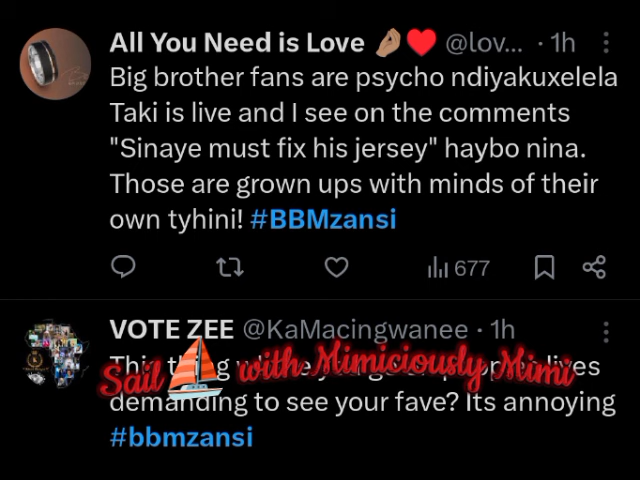 All You Need is Love 🤌🏽❤️ @lov... · 1h
Big brother fans are psycho ndiyakuxelela
Taki is live and I see on the comments
"Sinaye must fix his jersey" haybo nina.
Those are grown ups with minds of their
own tyhini! #BBMzansi
677
VOTE ZEE @KaMacingwanee · 1h
This lives
Sail ⛵ with Mimiciously Mimi
demanding to see your fave? Its annoying
#bbmzansi